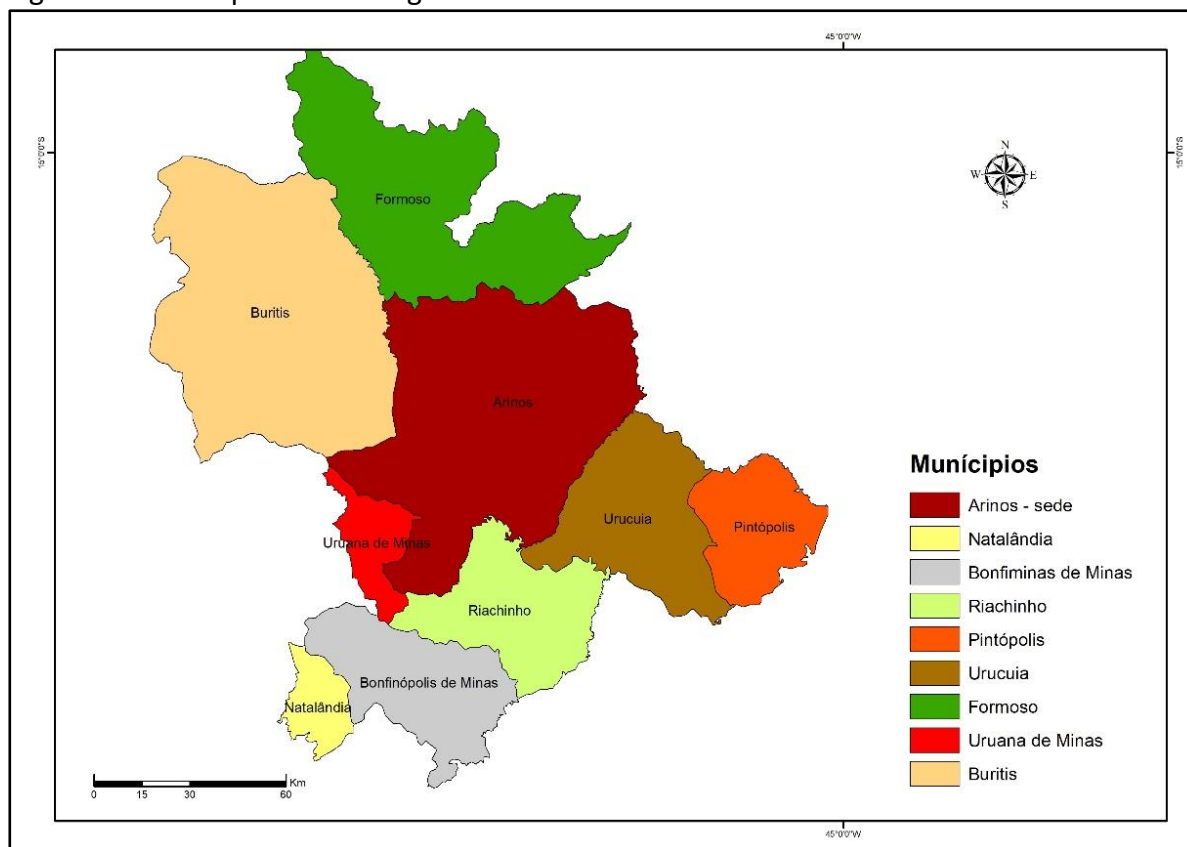 45°0'0"W
15°0'0"S
15°0'0"S
N
W
E
S
Formoso
Buritis
Arinos
Urucuia
Pintópolis
Uruana de Minas
Riachinho
Bonfinópolis de Minas
Natalândia
Munícipios
Arinos - sede
Natalândia
Bonfiminas de Minas
Riachinho
Pintópolis
Urucuia
Formoso
Uruana de Minas
Buritis
Km
0 15 30 60
45°0'0"W